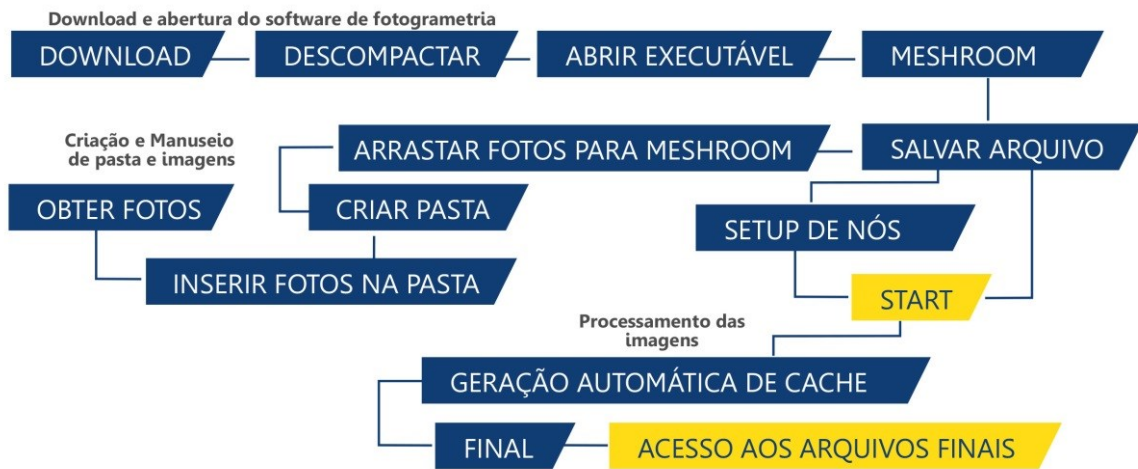 Download e abertura do software de fotogrametria
DOWNLOAD
DESCOMPACTAR
ABRIR EXECUTÁVEL
MESHROOM
Criação e Manuseio
de pasta e imagens
ARRASTAR FOTOS PARA MESHROOM
SALVAR ARQUIVO
OBTER FOTOS
CRIAR PASTA
SETUP DE NÓS
INSERIR FOTOS NA PASTA
START
Processamento das
imagens
GERAÇÃO AUTOMÁTICA DE CACHE
FINAL
ACESSO AOS ARQUIVOS FINAIS